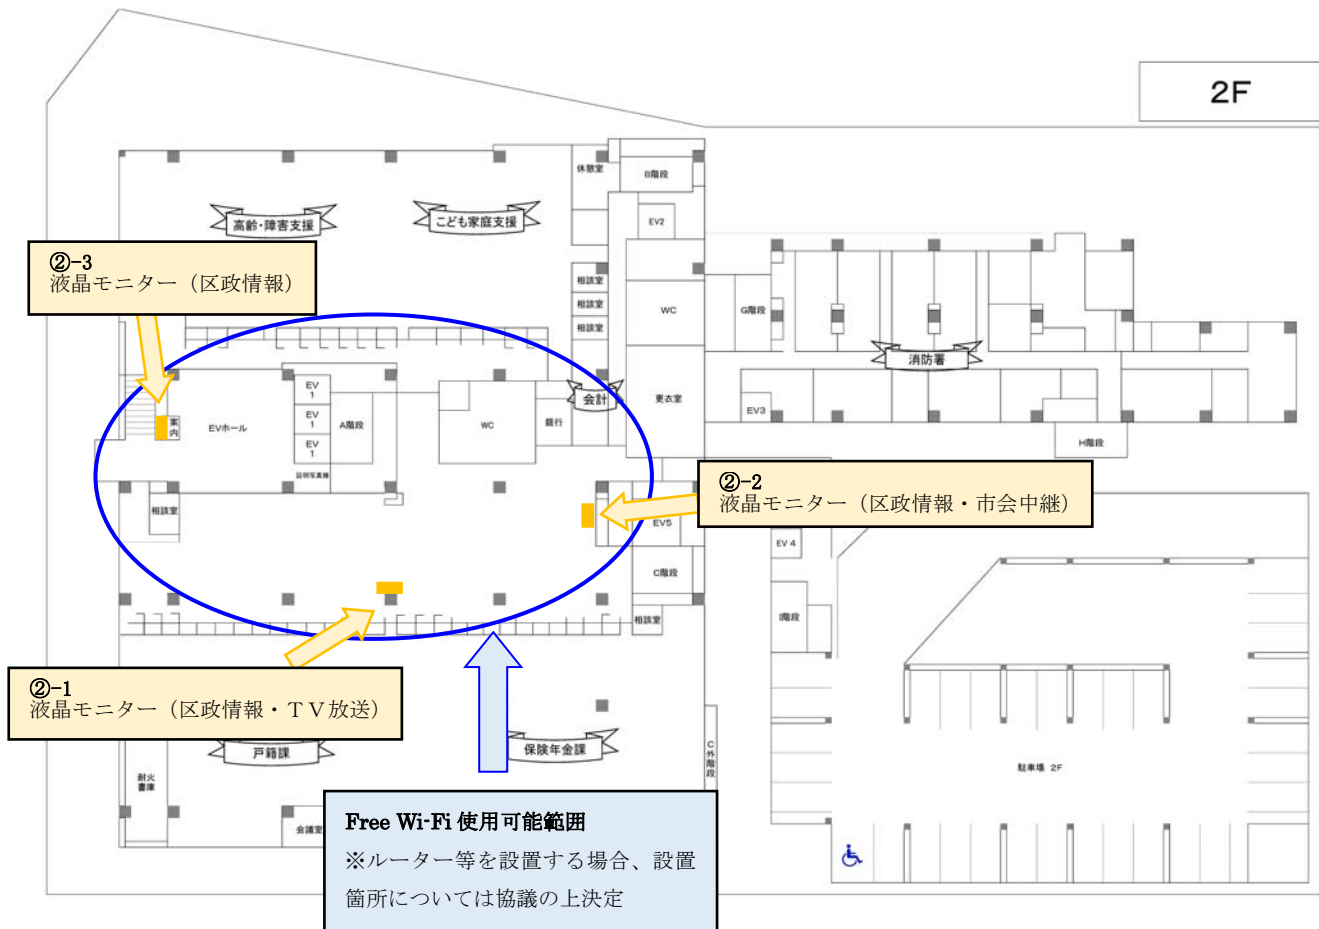 2F
休憩室
B階段
EV2
高齢・障害支援
こども家庭支援
②-3
液晶モニター（区政情報）
相談室
相談室
相談室
WC
G階段
消防署
EV
1
EV
1
EV
1
A階段
EVホール
案
内
WC
銀行
会計
更衣室
EV3
H階段
証明写真機
相談室
②-2
液晶モニター（区政情報・市会中継）
EV5
EV 4
C階段
相談室
I階段
②-1
液晶モニター（区政情報・ＴＶ放送）
戸籍課
保険年金課
C
外
階
段
駐車場 2F
耐火
書庫
会議室
Free Wi-Fi 使用可能範囲
※ルーター等を設置する場合、設置
箇所については協議の上決定